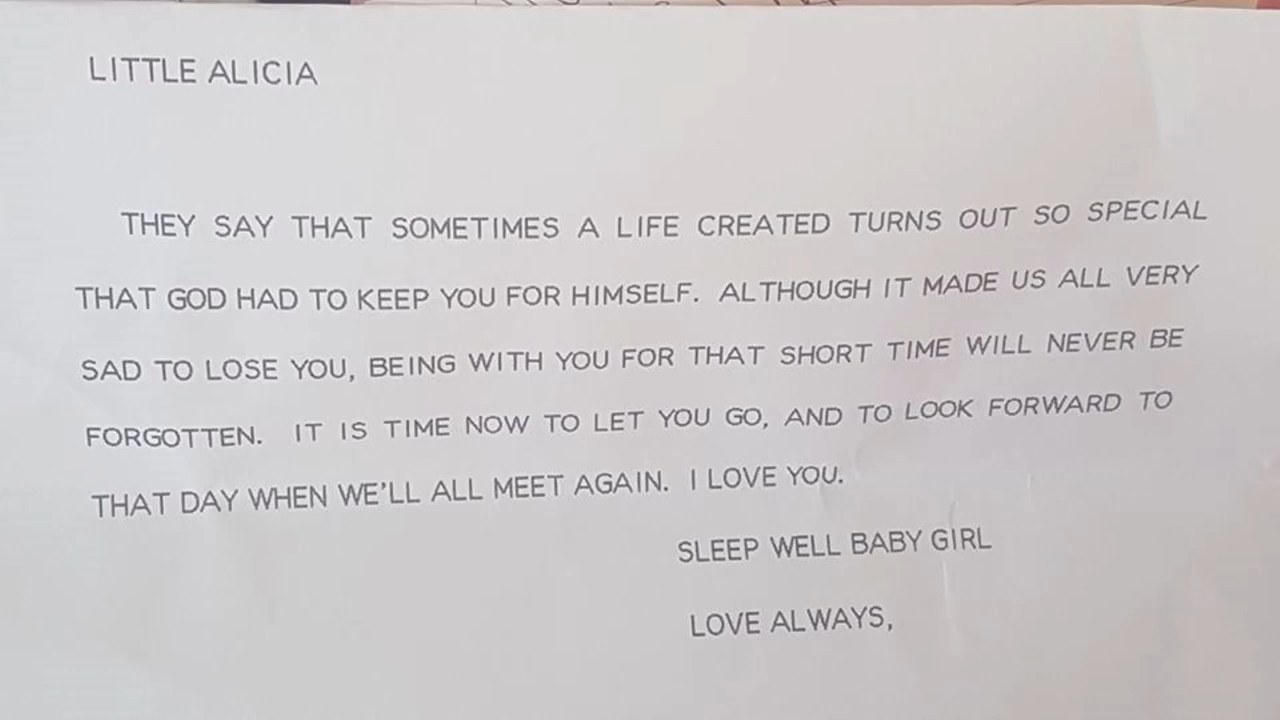 LITTLE ALICIA
THEY SAY THAT SOMETIMES A LIFE CREATED TURNS OUT SO SPECIAL
THAT GOD HAD TO KEEP YOU FOR HIMSELF. ALTHOUGH IT MADE US ALL VERY
SAD TO LOSE YOU, BEING WITH YOU FOR THAT SHORT TIME WILL NEVER BE
FORGOTTEN. IT IS TIME NOW TO LET YOU GO, AND TO LOOK FORWARD TO
THAT DAY WHEN WE'LL ALL MEET AGAIN. I LOVE YOU.
SLEEP WELL BABY GIRL
LOVE ALWAYS,